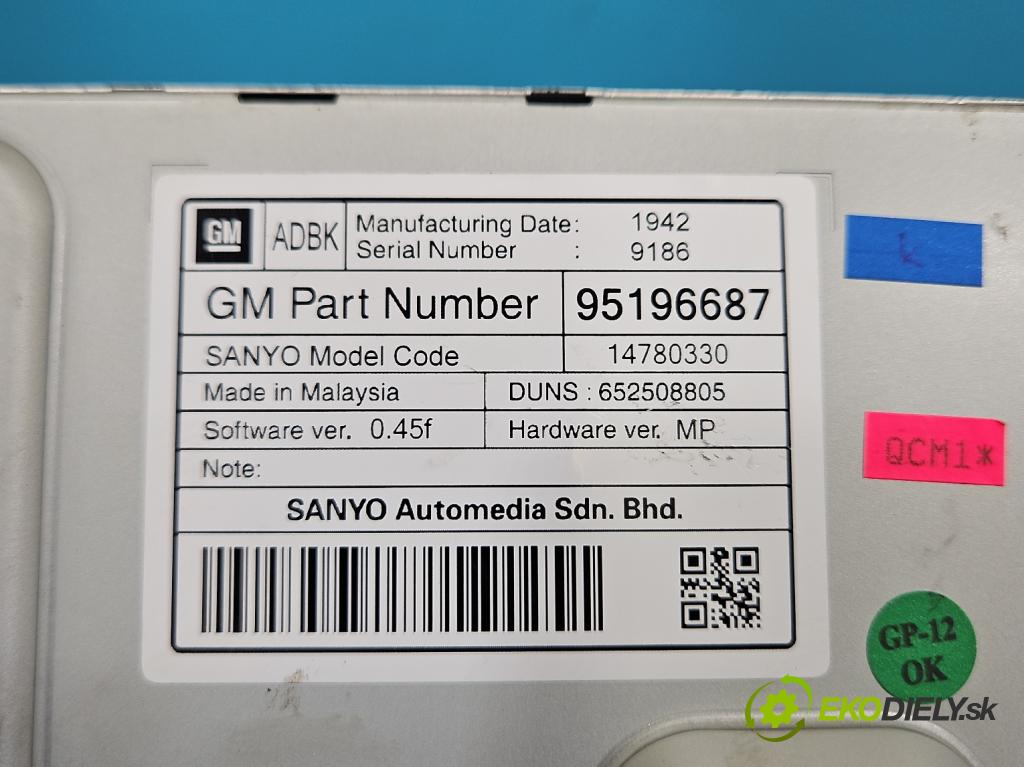 GM
ADBK
Manufacturing Date: 1942
Serial Number : 9186
GM Part Number 95196687
SANYO Model Code 14780330
Made in Malaysia DUNS : 652508805
Software ver. 0.45f Hardware ver. MP
Note:
SANYO Automedia Sdn. Bhd.
k
QCM1*
GP-12
OK
EKODIELY.sk